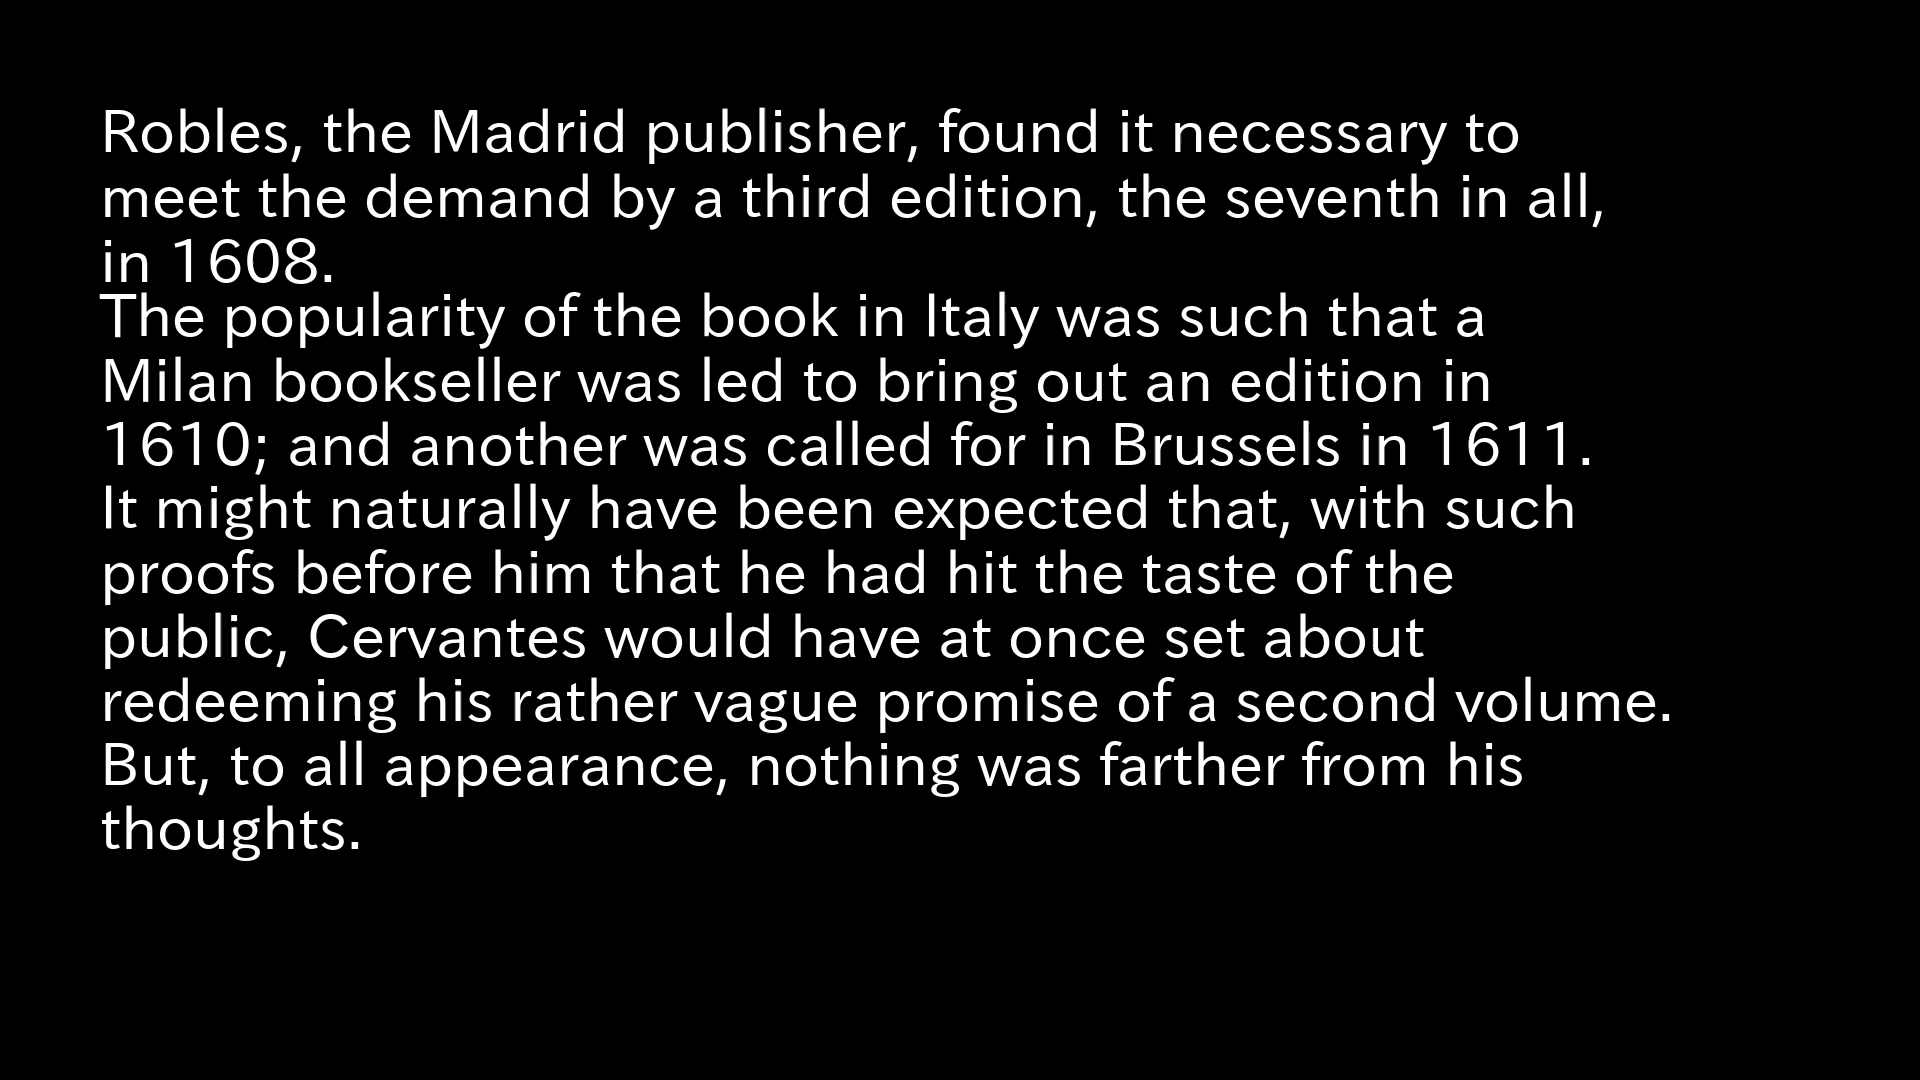 Robles, the Madrid publisher, found it necessary to
meet the demand by a third edition, the seventh in all,
in 1608.
The popularity of the book in Italy was such that a
Milan bookseller was led to bring out an edition in
1610; and another was called for in Brussels in 1611.
It might naturally have been expected that, with such
proofs before him that he had hit the taste of the
public, Cervantes would have at once set about
redeeming his rather vague promise of a second volume.
But, to all appearance, nothing was farther from his
thoughts.